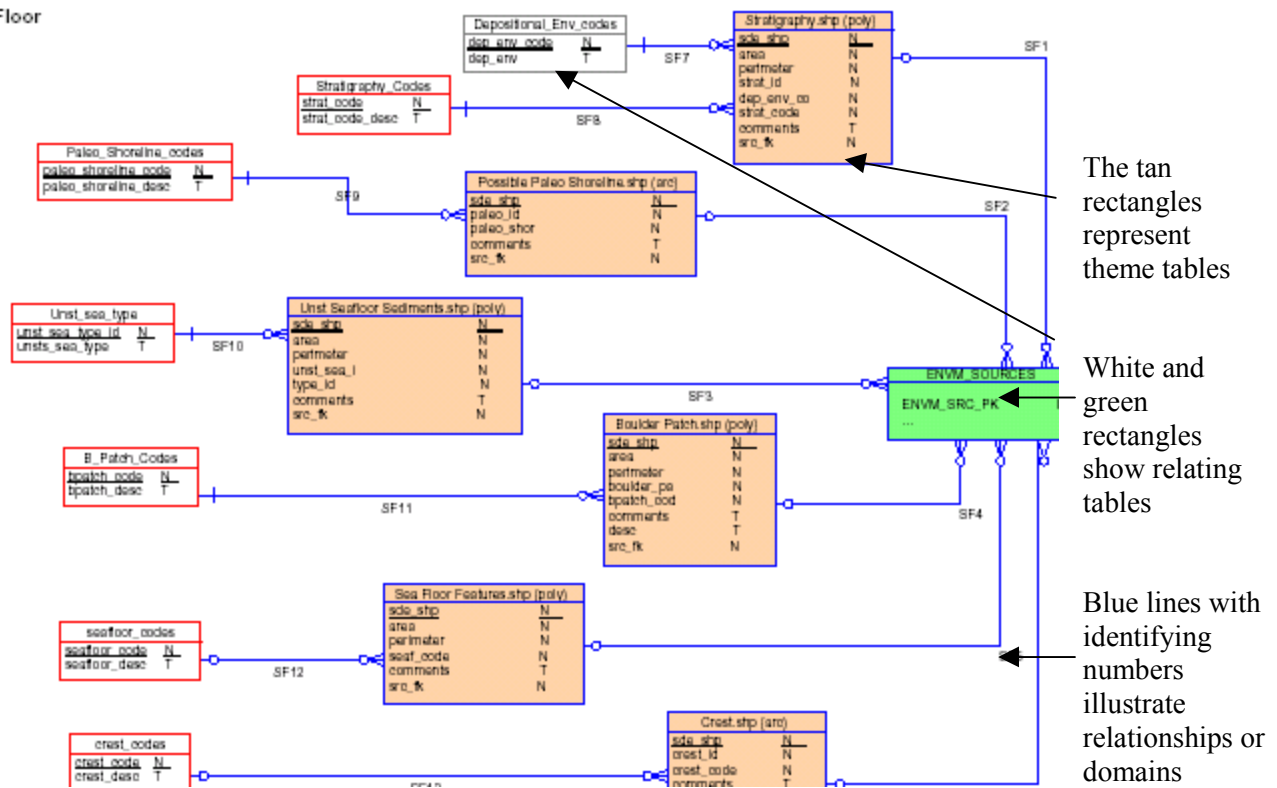 Floor
Depositional_Env_codes
dep_env_code N
dep_env T
SF7
Stratigraphy.shp (poly)
sde_shp N
area N
perimeter N
strat_id N
dep_env_co N
strat_code N
comments T
src_fk N
SF1
Stratigraphy_Codes
strat_code N
strat_code_desc T
SF8
Paleo_Shoreline_codes
paleo_shoreline_code N
paleo_shoreline_desc T
SF9
Possible Paleo Shoreline.shp (arc)
sde_shp N
paleo_id N
paleo_shor N
comments T
src_fk N
SF2
The tan
rectangles
represent
theme tables
Unst_sea_type
unst_sea_type_id N
unsts_sea_type T
SF10
Unst Seafloor Sediments.shp (poly)
sde_shp N
area N
perimeter N
unst_sea_i N
type_id N
comments T
src_fk N
SF3
ENVM_SOURCES
ENVM_SRC_PK
...
White and
green
rectangles
show relating
tables
B_Patch_Codes
bpatch_code N
bpatch_desc T
SF11
Boulder Patch.shp (poly)
sde_shp N
area N
perimeter N
boulder_pa N
bpatch_cod N
comments T
desc T
src_fk N
SF4
seafloor_codes
seafloor_code N
seafloor_desc T
SF12
Sea Floor Features.shp (poly)
sde_shp N
area N
perimeter N
seaf_code N
comments T
src_fk N
Blue lines with
identifying
numbers
illustrate
relationships or
domains
crest_codes
crest_code N
crest_desc T
Crest.shp (arc)
sde_shp N
crest_id N
crest_code N
comments T